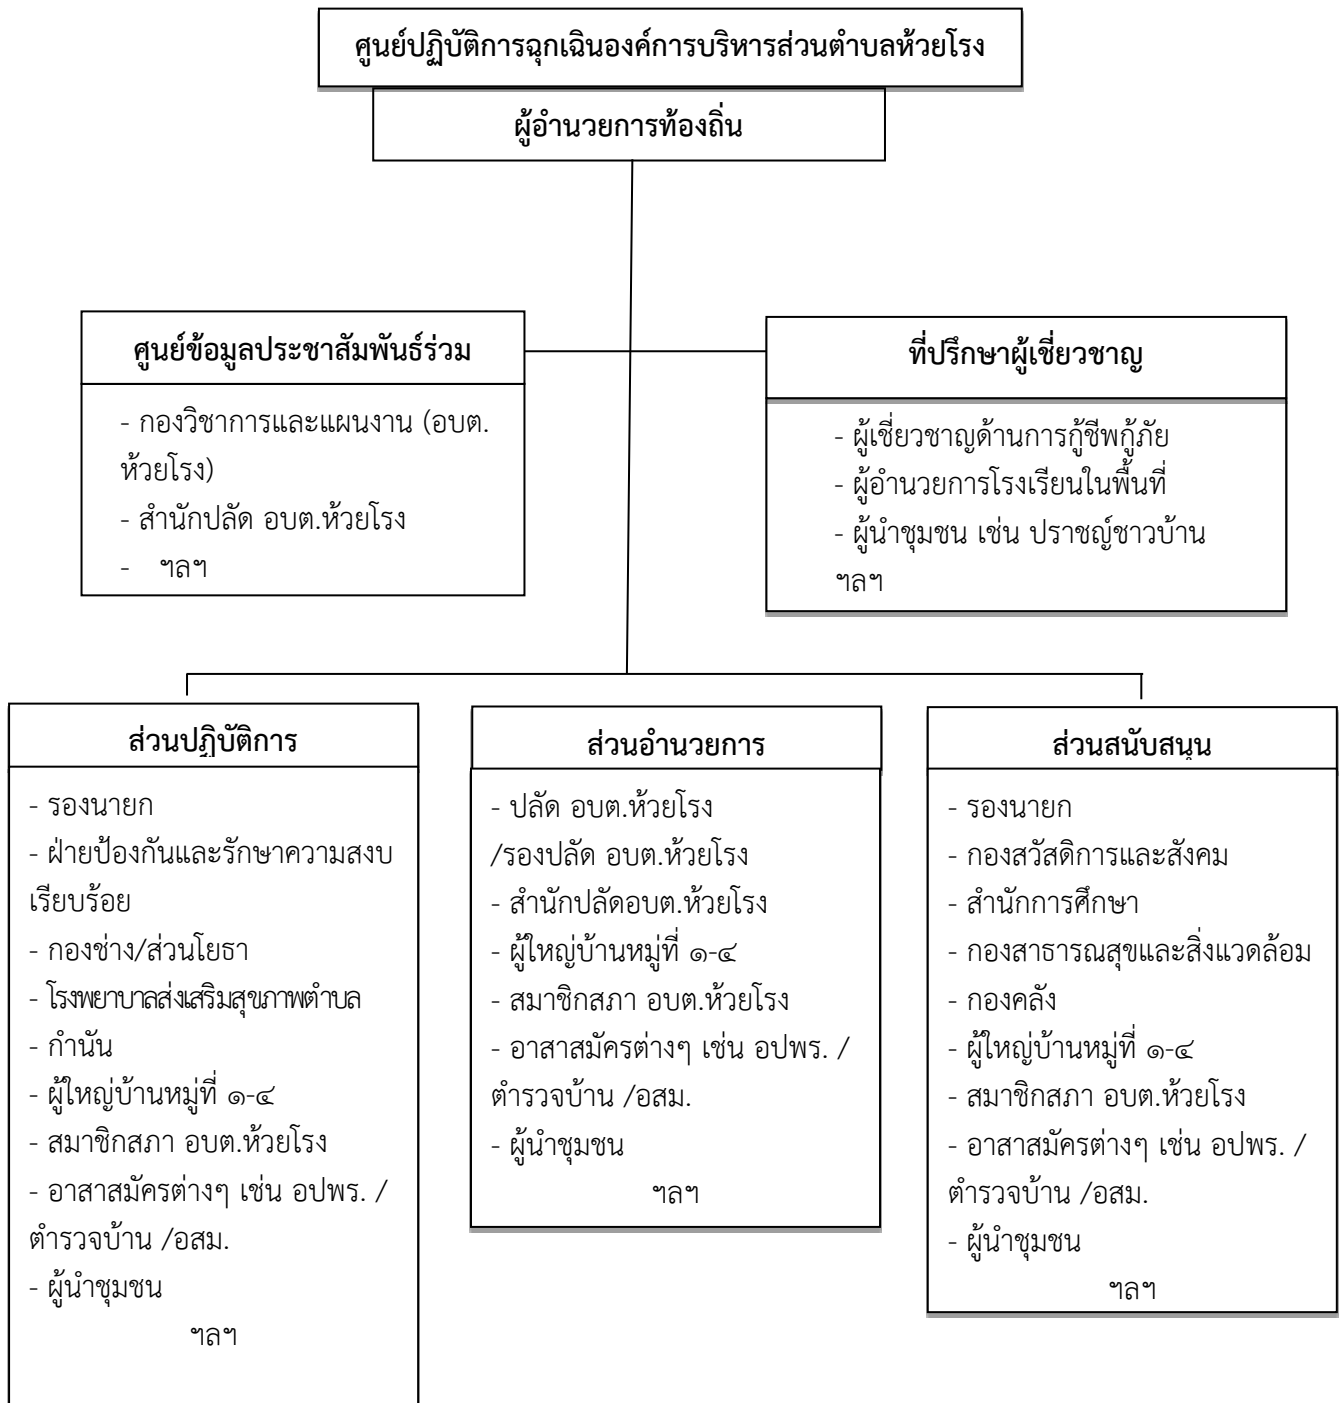 ศูนย์ปฏิบัติการฉุกเฉินองค์การบริหารส่วนตำบลห้วยโรง
ผู้อำนวยการท้องถิ่น
ศูนย์ข้อมูลประชาสัมพันธ์ร่วม
- กองวิชาการและแผนงาน (อบต.
ห้วยโรง)
- สำนักปลัด อบต.ห้วยโรง
- ฯลฯ
ที่ปรึกษาผู้เชี่ยวชาญ
- ผู้เชี่ยวชาญด้านการกู้ชีพกู้ภัย
- ผู้อำนวยการโรงเรียนในพื้นที่
- ผู้นำชุมชน เช่น ปราชญ์ชาวบ้าน
ฯลฯ
ส่วนปฏิบัติการ
- รองนายก
- ฝ่ายป้องกันและรักษาความสงบ
เรียบร้อย
- กองช่าง/ส่วนโยธา
- โรงพยาบาลส่งเสริมสุขภาพตำบล
- กำนัน
- ผู้ใหญ่บ้านหมู่ที่ ๑-๔
- สมาชิกสภา อบต.ห้วยโรง
- อาสาสมัครต่างๆ เช่น อปพร. /
ตำรวจบ้าน /อสม.
- ผู้นำชุมชน
ฯลฯ
ส่วนอำนวยการ
- ปลัด อบต.ห้วยโรง
/รองปลัด อบต.ห้วยโรง
- สำนักปลัดอบต.ห้วยโรง
- ผู้ใหญ่บ้านหมู่ที่ ๑-๔
- สมาชิกสภา อบต.ห้วยโรง
- อาสาสมัครต่างๆ เช่น อปพร. /
ตำรวจบ้าน /อสม.
- ผู้นำชุมชน
ฯลฯ
ส่วนสนับสนุน
- รองนายก
- กองสวัสดิการและสังคม
- สำนักการศึกษา
- กองสาธารณสุขและสิ่งแวดล้อม
- กองคลัง
- ผู้ใหญ่บ้านหมู่ที่ ๑-๔
- สมาชิกสภา อบต.ห้วยโรง
- อาสาสมัครต่างๆ เช่น อปพร. /
ตำรวจบ้าน /อสม.
- ผู้นำชุมชน
ฯลฯ